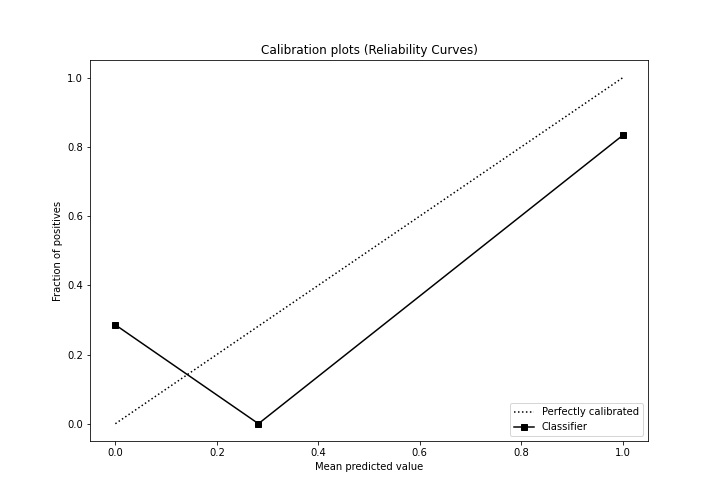 Calibration plots (Reliability Curves)
1.0
0.8
0.6
0.4
0.2
0.0
Fraction of positives
0.0 0.2 0.4 0.6 0.8 1.0
Mean predicted value
Perfectly calibrated
Classifier